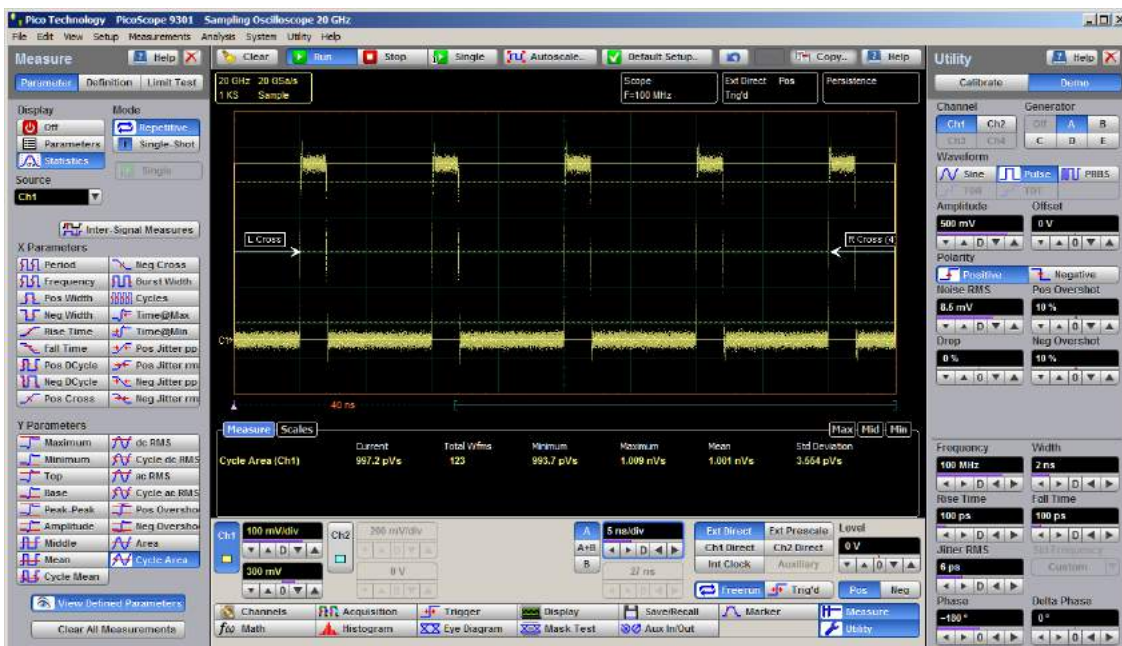 Pico Technology PicoScope 9301 Sampling Oscilloscope 20 GHz
File Edit View Setup Measurements Analysis System Utility Help
Measure Help
Clear Run Stop Single Autoscale... Default Setup... Copy... Help
Utility Help
Parameter Definition Limit Test
20 GHz 20 GSa/s
1 KS Sample
Scope
F=100 MHz
Ext Direct Pos
Trig'd
Persistence
Calibrate Demo
Display Mode
Off Repetitive
Parameters Single-Shot
Statistics Single
Source
Ch1
Inter-Signal Measures
X Parameters
Period Neg Cross
Frequency Burst Width
Pos Width Cycles
Neg Width Time@Max
Rise Time Time@Min
Fall Time Pos Jitter pp
Pos DCycle Pos Jitter rm
Neg DCycle Neg Jitter pp
Pos Cross Neg Jitter rm
Y Parameters
Maximum dc RMS
Minimum Cycle dc RMS
Top ac RMS
Base Cycle ac RMS
Peak-Peak Pos Oversho
Amplitude Neg Oversho
Middle Area
Mean Cycle Area
Cycle Mean
View Defined Parameters
Clear All Measurements
L Cross
R Cross (4)
C1
40 ns
Measure Scales Max Mid Min
Current Total Wfms Minimum Maximum Mean Std Deviation
Cycle Area (Ch1) 997.2 pVs 123 993.7 pVs 1.009 nVs 1.001 nVs 3.554 pVs
Ch1 100 mV/div
300 mV
Ch2 200 mV/div
0 V
A 5 ns/div
A+B
B 27 ns
Ext Direct Ext Prescale
Ch1 Direct Ch2 Direct
Int Clock Auxiliary
Level
0 V
Freerun Trig'd Pos Neg
Channels Acquisition Trigger Display Save/Recall Marker Measure
Math Histogram Eye Diagram Mask Test Aux In/Out Utility
Channel Generator
Ch1 Ch2 Off A B
Ch3 Ch4 C D E
Waveform
Sine Pulse PRBS
TDR TDT
Amplitude Offset
500 mV 0 V
Polarity
Positive Negative
Noise RMS Pos Overshot
8.5 mV 10 %
Drop Neg Overshot
0 % 10 %
Frequency Width
100 MHz 2 ns
Rise Time Fall Time
100 ps 100 ps
Jitter RMS Std Frequency
6 ps Custom
Phase Delta Phase
-180 ° 0 °